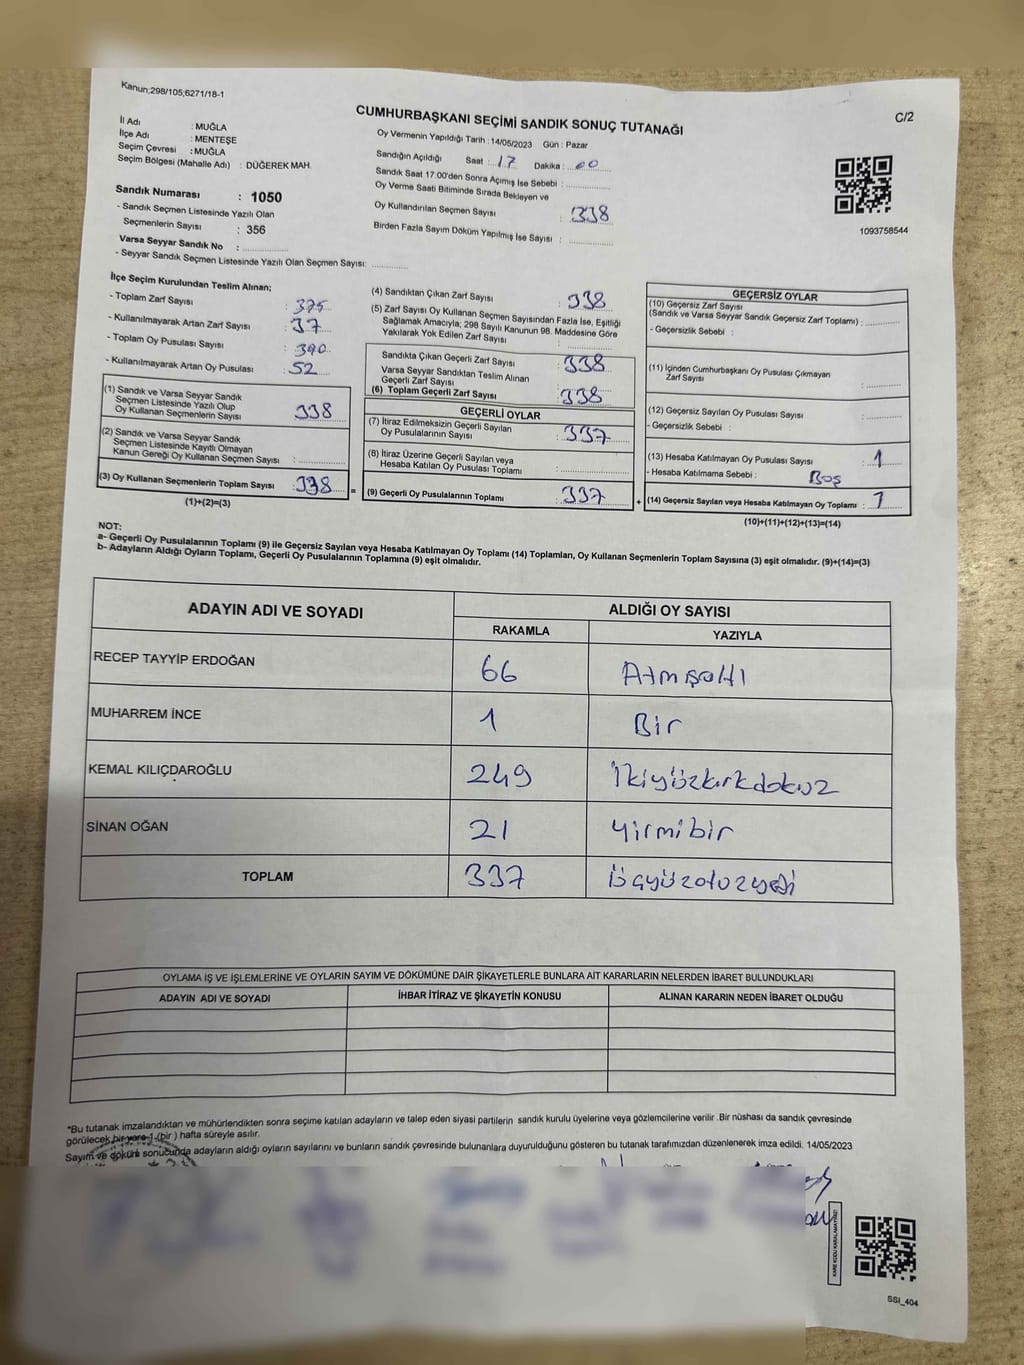 Kanun;298/105;6271/18-1
CUMHURBAŞKANI SEÇİMİ SANDIK SONUÇ TUTANAĞI
C/2
İl Adı : MUĞLA
İlçe Adı : MENTEŞE
Seçim Çevresi : MUĞLA
Seçim Bölgesi (Mahalle Adı) : DÜĞEREK MAH.
Sandık Numarası : 1050
- Sandık Seçmen Listesinde Yazılı Olan
Seçmenlerin Sayısı : 356
Varsa Seyyar Sandık No : ..................
- Seyyar Sandık Seçmen Listesinde Yazılı Olan Seçmen Sayısı: ............
Oy Vermenin Yapıldığı Tarih : 14/05/2023 Gün : Pazar
Sandığın Açıldığı Saat : 17 Dakika : 00
Sandık Saat 17:00'den Sonra Açımış İse Sebebi : ..................
Oy Verme Saati Bitiminde Sırada Bekleyen ve
Oy Kullandırılan Seçmen Sayısı : 338
Birden Fazla Sayım Döküm Yapılmış İse Sayısı : ..................
1093758544
İlçe Seçim Kurulundan Teslim Alınan;
- Toplam Zarf Sayısı : 375
- Kullanılmayarak Artan Zarf Sayısı : 37
- Toplam Oy Pusulası Sayısı : 390
- Kullanılmayarak Artan Oy Pusulası : 52
(1) Sandık ve Varsa Seyyar Sandık
Seçmen Listesinde Yazılı Olup
Oy Kullanan Seçmenlerin Sayısı : 338
(2) Sandık ve Varsa Seyyar Sandık
Seçmen Listesinde Kayıtlı Olmayan
Kanun Gereği Oy Kullanan Seçmen Sayısı : ............
(3) Oy Kullanan Seçmenlerin Toplam Sayısı : 338
(1)+(2)=(3)
=
(4) Sandıktan Çıkan Zarf Sayısı : 338
(5) Zarf Sayısı Oy Kullanan Seçmen Sayısından Fazla İse, Eşitliği
Sağlamak Amacıyla; 298 Sayılı Kanunun 98. Maddesine Göre
Yakılarak Yok Edilen Zarf Sayısı : ..................
Sandıkta Çıkan Geçerli Zarf Sayısı : 338
Varsa Seyyar Sandıktan Teslim Alınan
Geçerli Zarf Sayısı : ............
(6) Toplam Geçerli Zarf Sayısı : 338
GEÇERLİ OYLAR
(7) İtiraz Edilmeksizin Geçerli Sayılan
Oy Pusulalarının Sayısı : 337
(8) İtiraz Üzerine Geçerli Sayılan veya
Hesaba Katılan Oy Pusulası Toplamı : ..................
(9) Geçerli Oy Pusulalarının Toplamı : 337
+
GEÇERSİZ OYLAR
(10) Geçersiz Zarf Sayısı
(Sandık ve Varsa Seyyar Sandık Geçersiz Zarf Toplamı) : ............
- Geçersizlik Sebebi :
(11) İçinden Cumhurbaşkanı Oy Pusulası Çıkmayan
Zarf Sayısı : ............
(12) Geçersiz Sayılan Oy Pusulası Sayısı : ............
- Geçersizlik Sebebi :
(13) Hesaba Katılmayan Oy Pusulası Sayısı : 1
- Hesaba Katılmama Sebebi : Boş
(14) Geçersiz Sayılan veya Hesaba Katılmayan Oy Toplamı : 1
(10)+(11)+(12)+(13)=(14)
NOT:
a- Geçerli Oy Pusulalarının Toplamı (9) ile Geçersiz Sayılan veya Hesaba Katılmayan Oy Toplamı (14) Toplamları, Oy Kullanan Seçmenlerin Toplam Sayısına (3) eşit olmalıdır. (9)+(14)=(3)
b- Adayların Aldığı Oyların Toplamı, Geçerli Oy Pusulalarının Toplamına (9) eşit olmalıdır.
ADAYIN ADI VE SOYADI
ALDIĞI OY SAYISI
RAKAMLA YAZIYLA
RECEP TAYYİP ERDOĞAN 66 Atmışaltı
MUHARREM İNCE 1 Bir
KEMAL KILIÇDAROĞLU 249 İkiyüzkırkdokuz
SİNAN OĞAN 21 Yirmibir
TOPLAM 337 üçyüzotuzyedi
OYLAMA İŞ VE İŞLEMLERİNE VE OYLARIN SAYIM VE DÖKÜMÜNE DAİR ŞİKAYETLERLE BUNLARA AİT KARARLARIN NELERDEN İBARET BULUNDUKLARI
ADAYIN ADI VE SOYADI İHBAR İTİRAZ VE ŞİKAYETİN KONUSU ALINAN KARARIN NEDEN İBARET OLDUĞU
*Bu tutanak imzalandıktan ve mühürlendikten sonra seçime katılan adayların ve talep eden siyasi partilerin sandık kurulu üyelerine veya gözlemcilerine verilir .Bir nüshası da sandık çevresinde
görülecek bir yere 1 (bir ) hafta süreyle asılır.
Sayım ve döküm sonucunda adayların aldığı oyların sayılarını ve bunların sandık çevresinde bulunanlara duyurulduğunu gösteren bu tutanak tarafımızdan düzenlenerek imza edildi. 14/05/2023
KARE KODU KARALAMAYINIZ!
SSI_404